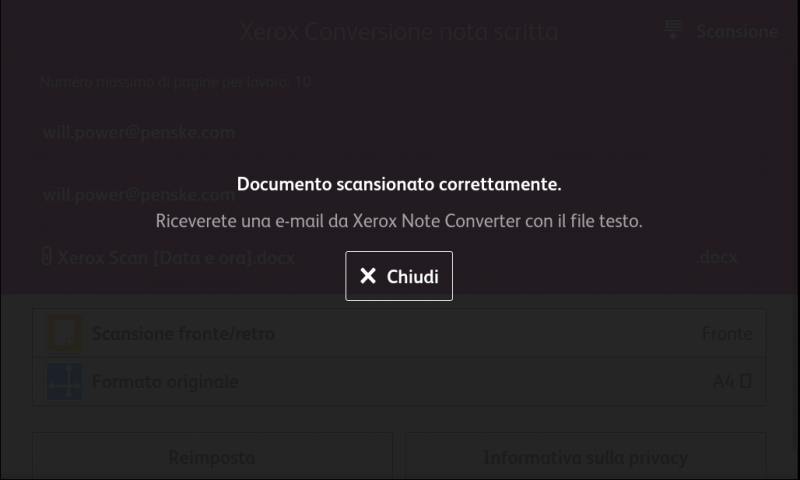 Xerox Conversione nota scritta
Scansione
Numero massimo di pagine per lavoro: 10
will.power@penske.com
Documento scansionato correttamente.
will.power@penske.com
Riceverete una e-mail da Xerox Note Converter con il file testo.
Xerox Scan [Data e ora].docx
.docx
Chiudi
Scansione fronte/retro
Fronte
Formato originale
A4
Reimposta
Informativa sulla privacy